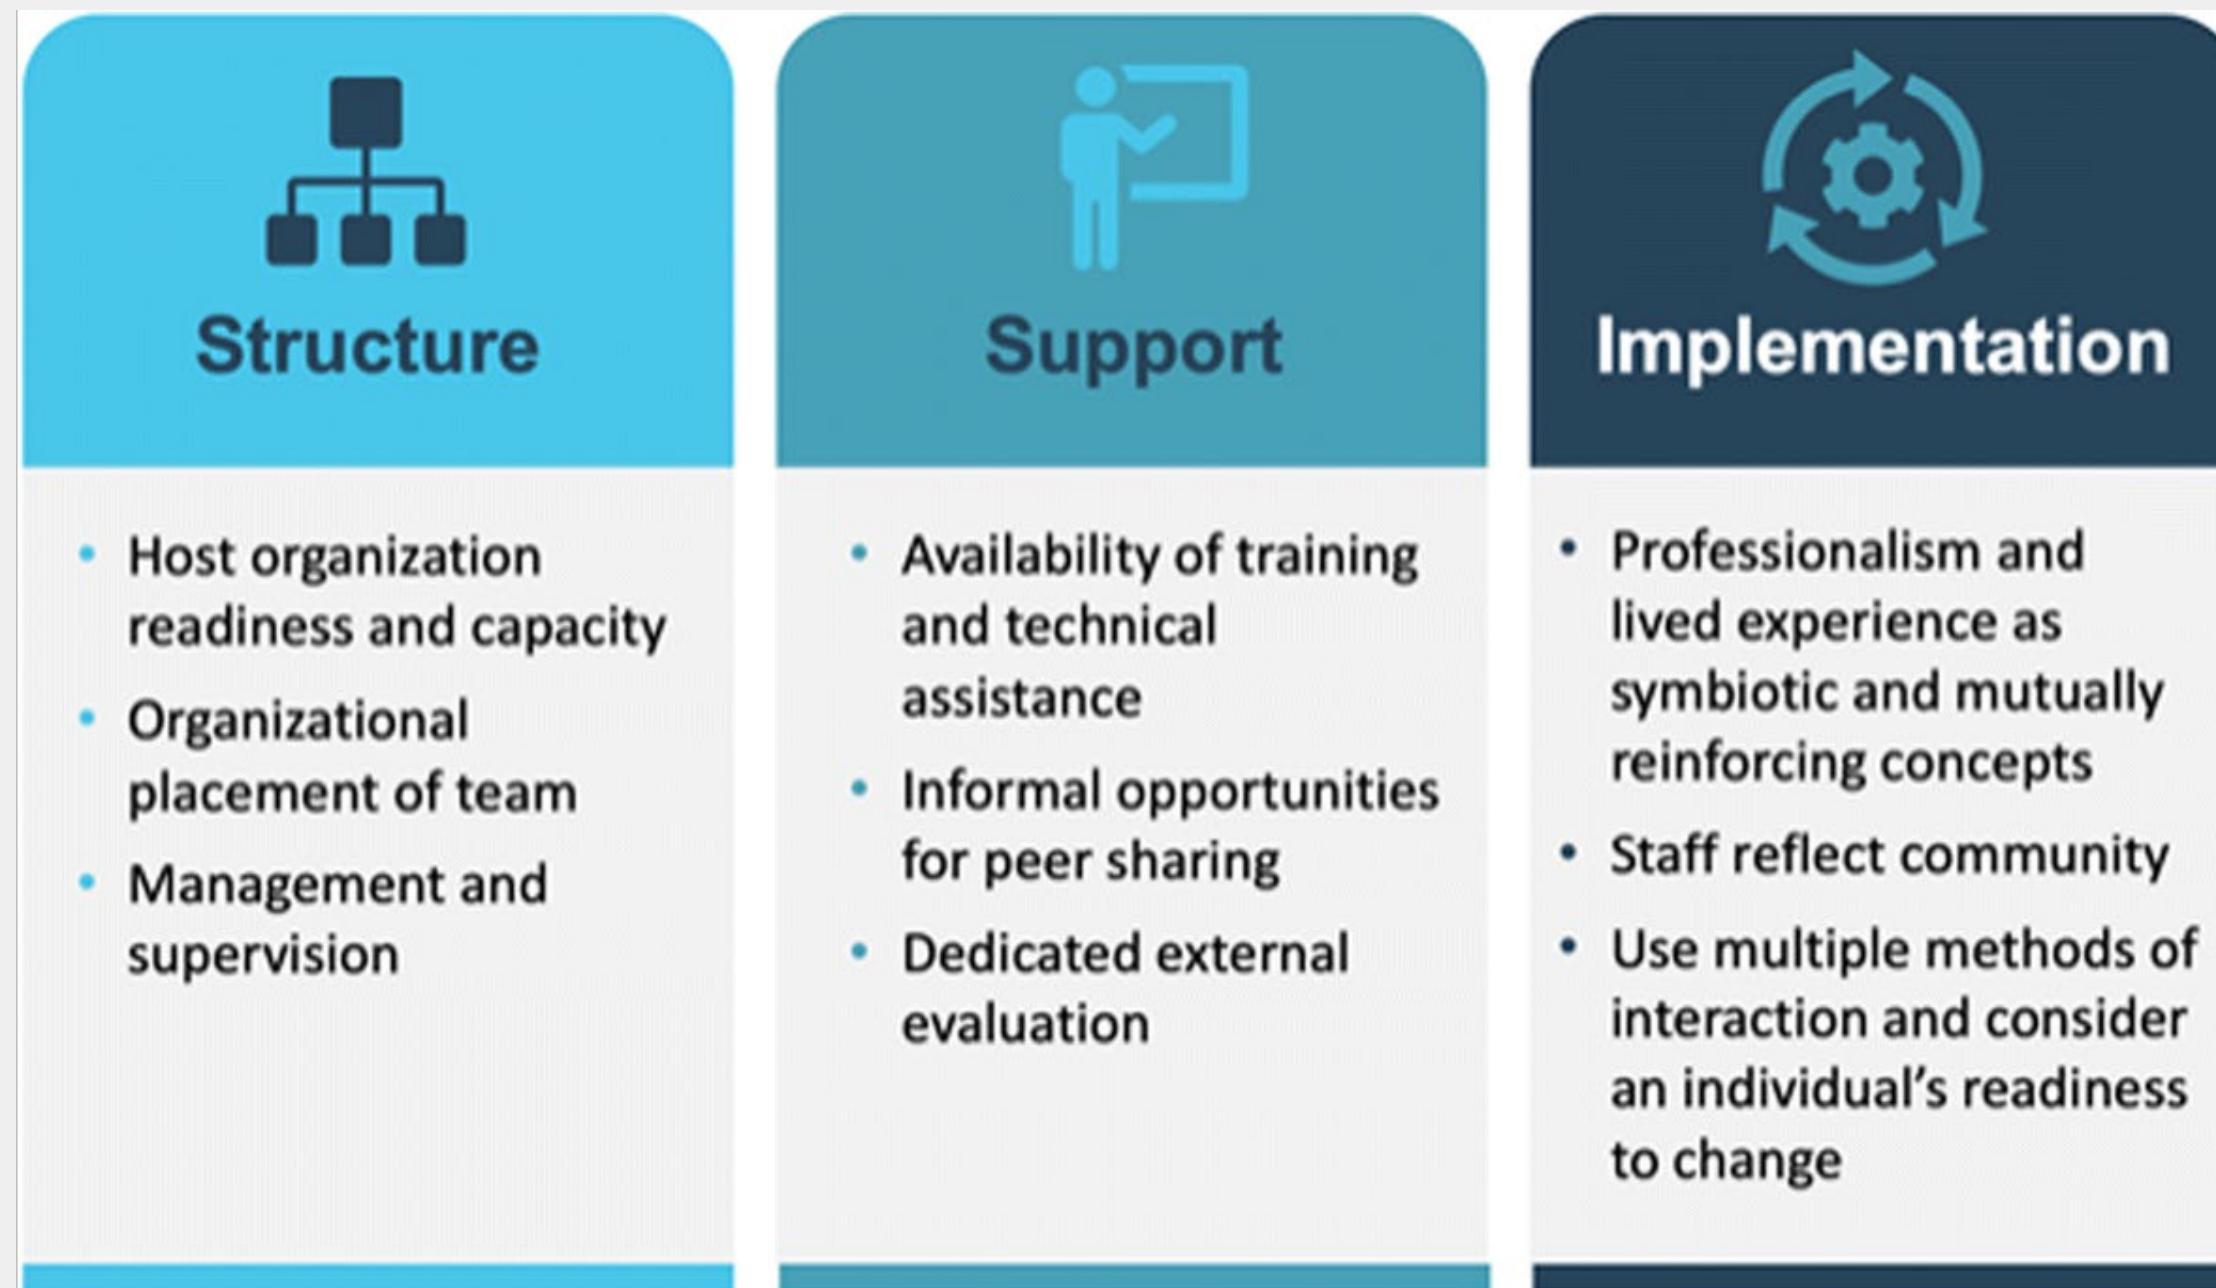 Structure
Host organization
readiness and capacity
Organizational
placement of team
Management and
supervision
Support
Availability of training
and technical
assistance
Informal opportunities
for peer sharing
Dedicated external
evaluation
Implementation
Professionalism and
lived experience as
symbiotic and mutually
reinforcing concepts
Staff reflect community
Use multiple methods of
interaction and consider
an individual’s readiness
to change